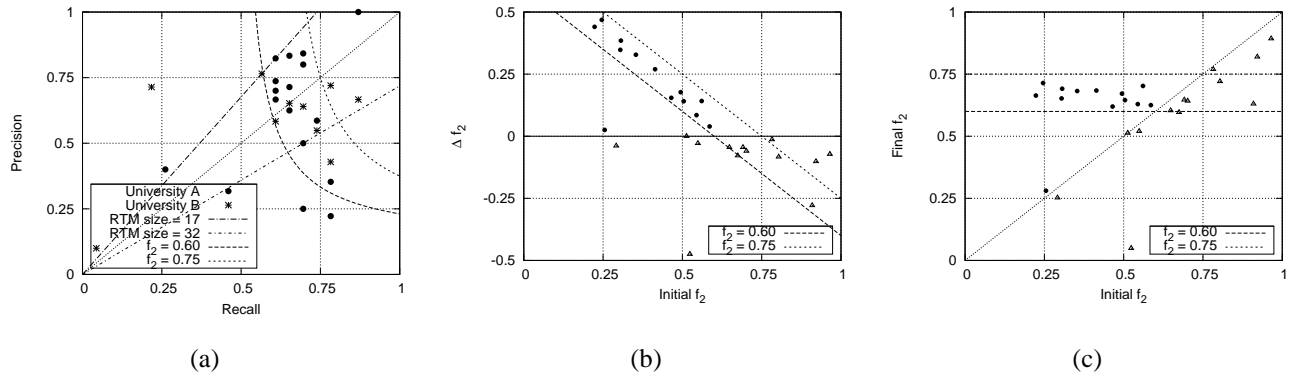 1
0.75
0.5
0.25
0
0
0.25
0.5
0.75
1
Precision
Recall
University A
University B
RTM size = 17
RTM size = 32
f2 = 0.60
f2 = 0.75
(a)
0.5
0.25
0
-0.25
-0.5
0
0.25
0.5
0.75
1
Δ f2
Initial f2
f2 = 0.60
f2 = 0.75
(b)
1
0.75
0.5
0.25
0
0
0.25
0.5
0.75
1
Final f2
Initial f2
f2 = 0.60
f2 = 0.75
(c)